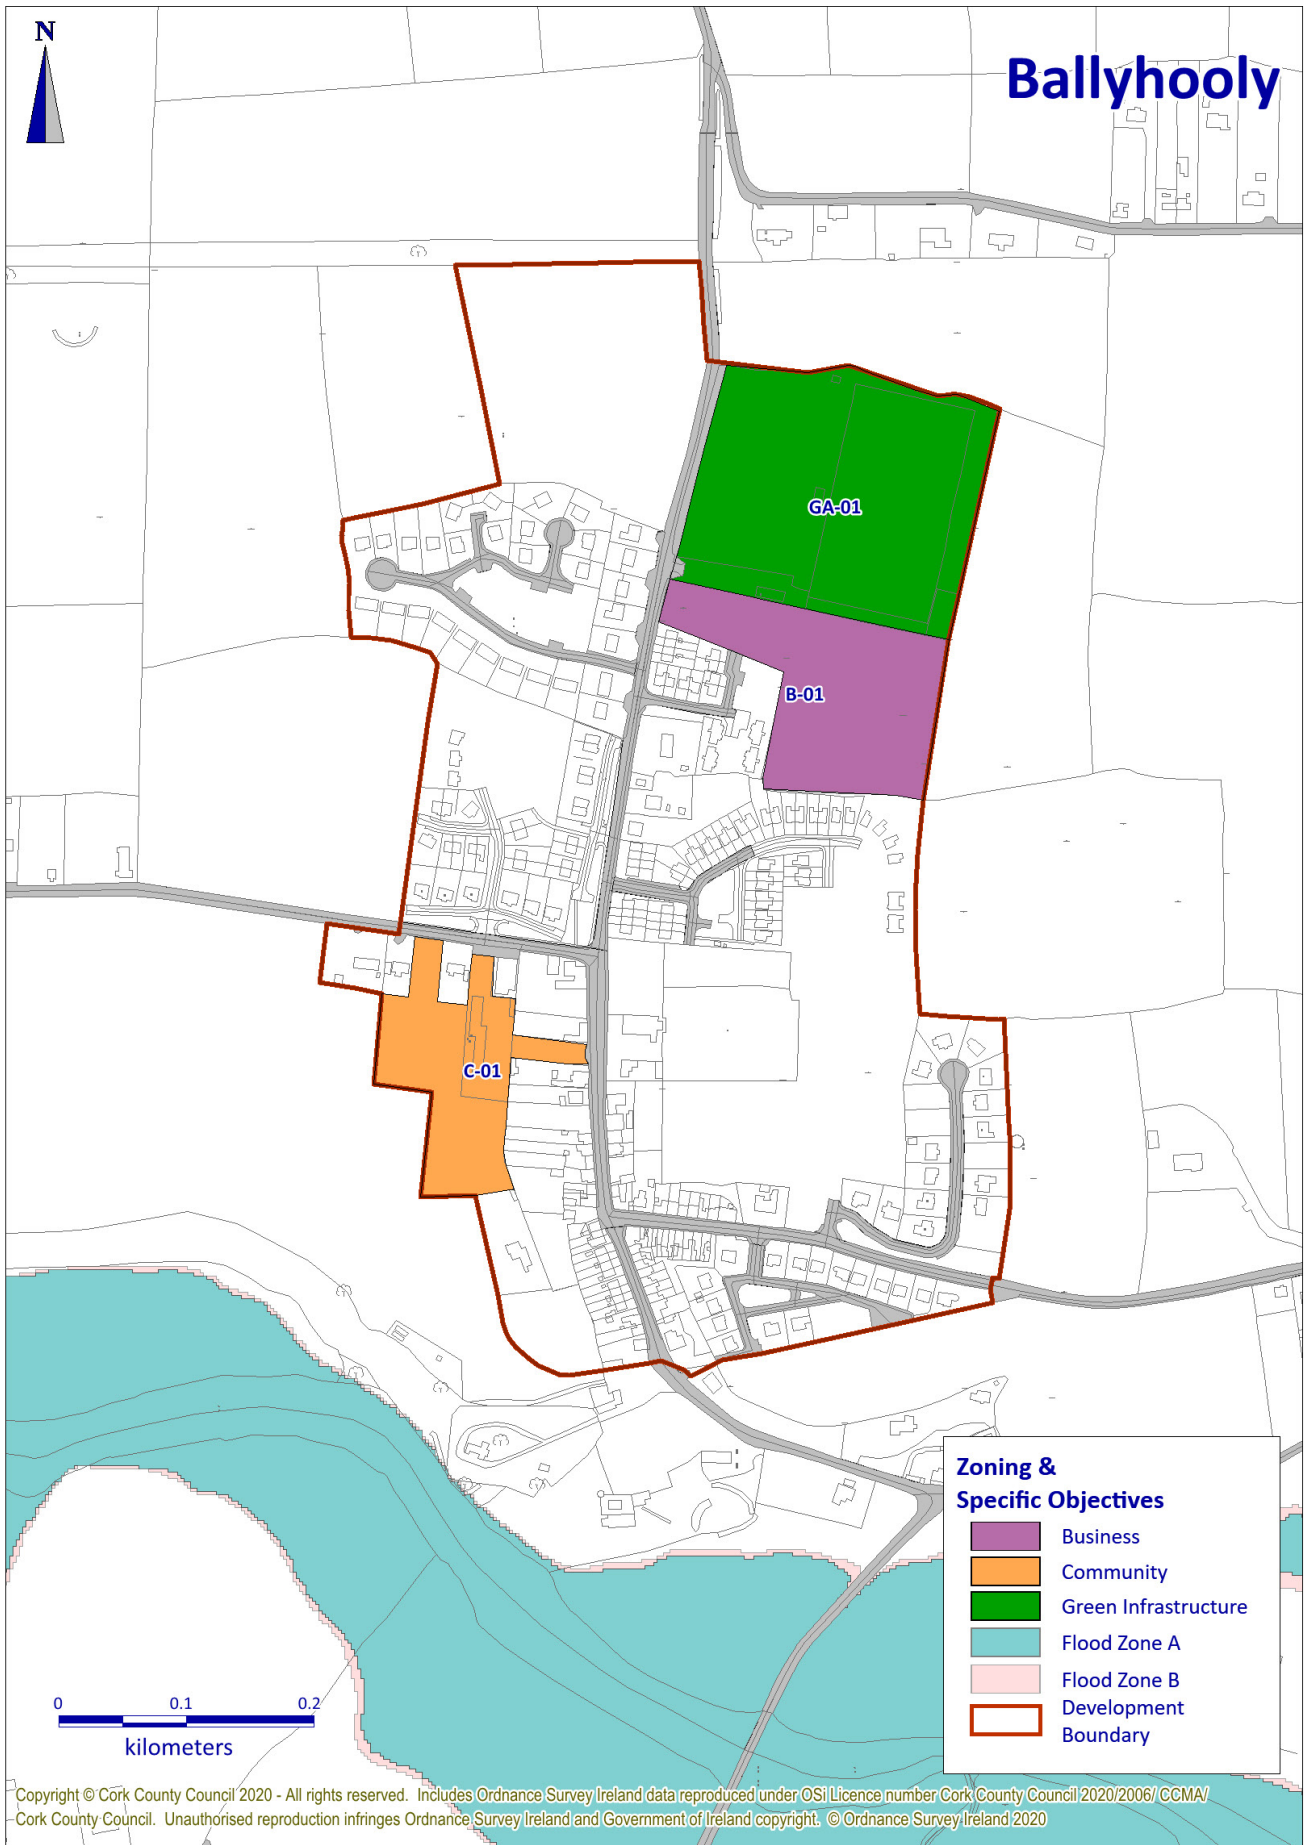 N
Ballyhooly
GA-01
B-01
C-01
Zoning &
Specific Objectives
Business
Community
Green Infrastructure
Flood Zone A
Flood Zone B
Development
Boundary
0 0.1 0.2
kilometers
Copyright © Cork County Council 2020 - All rights reserved. Includes Ordnance Survey Ireland data reproduced under OSi Licence number Cork County Council 2020/2006/ CCMA/
Cork County Council. Unauthorised reproduction infringes Ordnance Survey Ireland and Government of Ireland copyright. © Ordnance Survey Ireland 2020